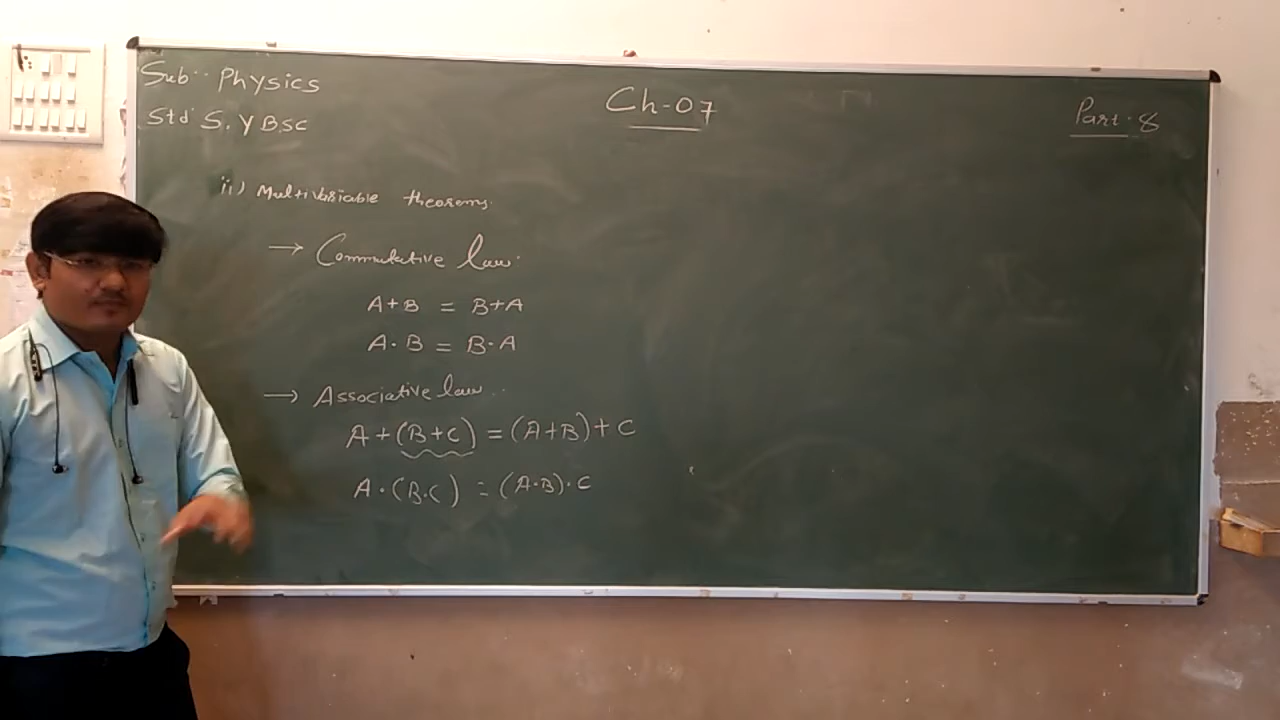 Sub:- Physics
Std S.Y BSC
Ch-07
Part-8
ii) Multivariable theorems.
→ Commutative law.
A+B = B+A
A·B = B·A
→ Associative law.
A+(B+C) = (A+B)+C
A·(B·C) = (A·B)·C